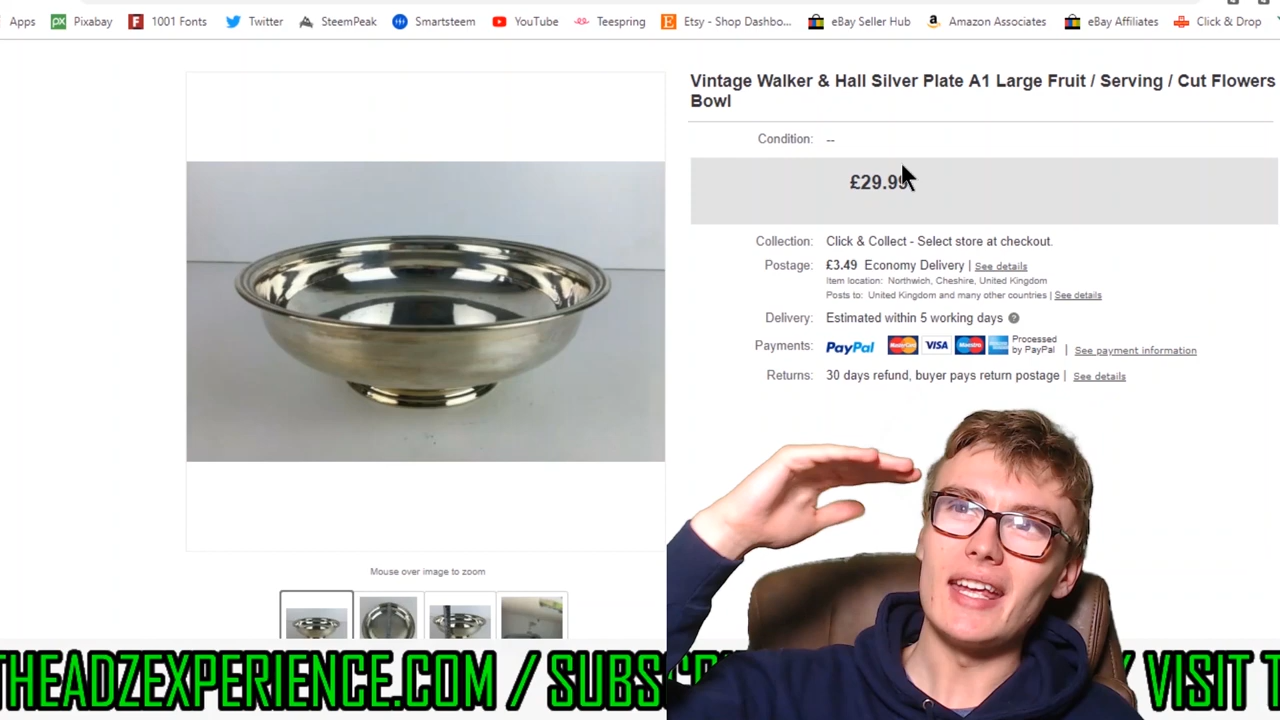 Apps Pixabay 1001 Fonts Twitter SteemPeak Smartsteem YouTube Teespring Etsy - Shop Dashbo... eBay Seller Hub Amazon Associates eBay Affiliates Click & Drop
Vintage Walker & Hall Silver Plate A1 Large Fruit / Serving / Cut Flowers
Bowl
Condition: --
£29.99
Collection: Click & Collect - Select store at checkout.
Postage: £3.49 Economy Delivery | See details
Item location: Northwich, Cheshire, United Kingdom
Posts to: United Kingdom and many other countries | See details
Delivery: Estimated within 5 working days
Payments: PayPal MasterCard VISA Maestro Processed by PayPal | See payment information
Returns: 30 days refund, buyer pays return postage | See details
Mouse over image to zoom
THEADZEXPERIENCE.COM / SUBSC VISIT T